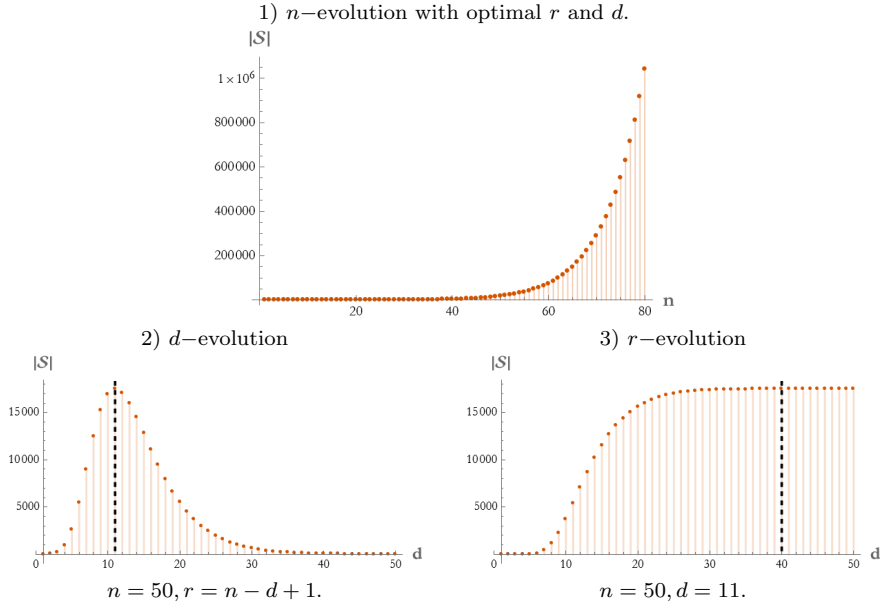 1) n−evolution with optimal r and d.
|S|
1×10⁶
800000
600000
400000
200000
20 40 60 80 n
2) d−evolution
|S|
15000
10000
5000
0 10 20 30 40 50 d
n = 50, r = n − d + 1.
3) r−evolution
|S|
15000
10000
5000
0 10 20 30 40 50 r
n = 50, d = 11.